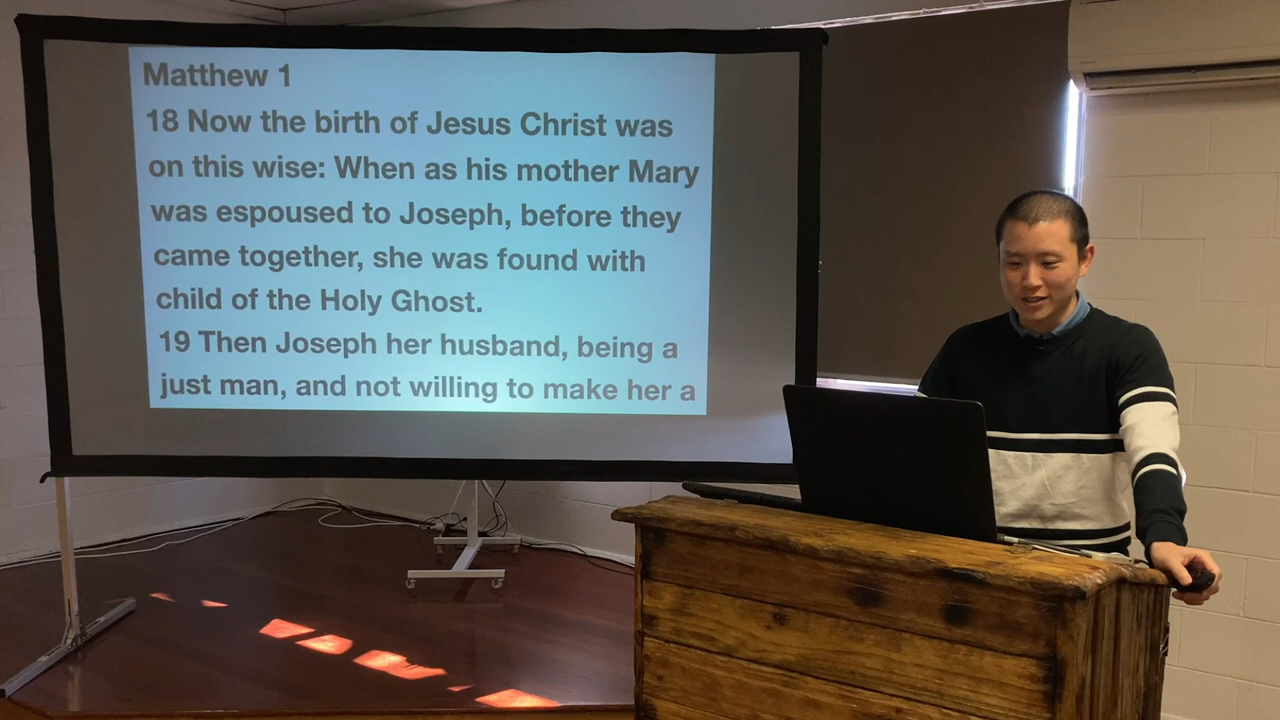 Matthew 1
18 Now the birth of Jesus Christ was
on this wise: When as his mother Mary
was espoused to Joseph, before they
came together, she was found with
child of the Holy Ghost.
19 Then Joseph her husband, being a
just man, and not willing to make her a